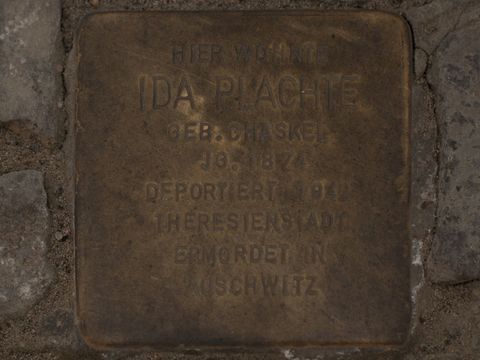 HIER WOHNTE
IDA PLACHTE
GEB. CHASKEL
JG. 1874
DEPORTIERT 1942
THERESIENSTADT
ERMORDET IN
AUSCHWITZ